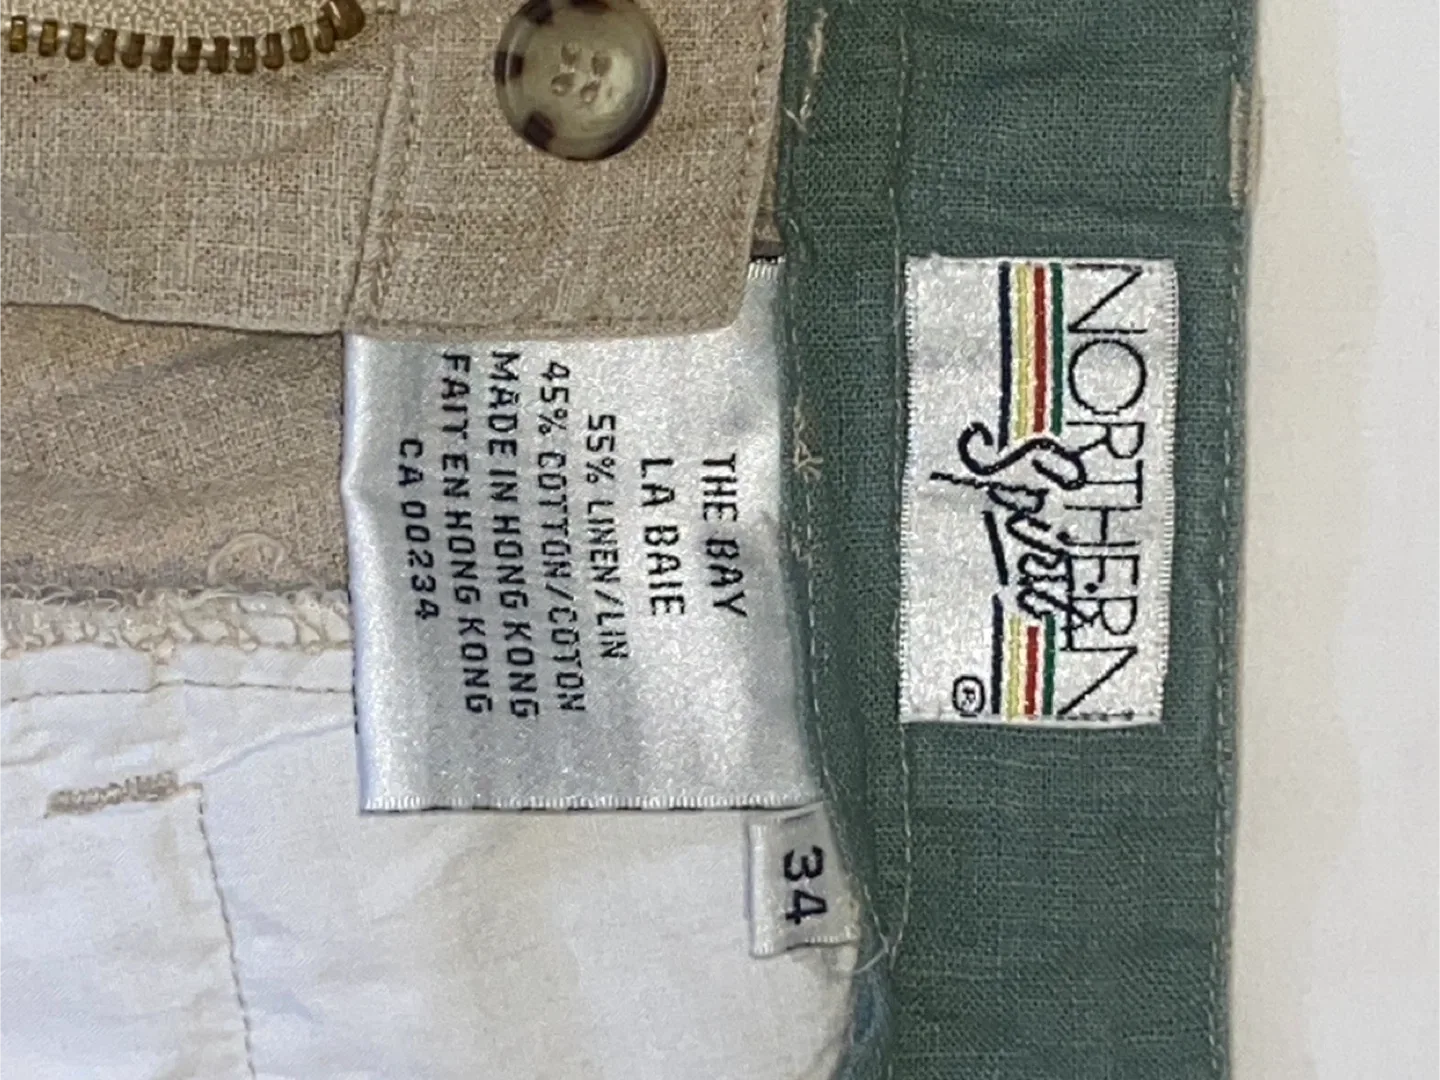 NORTHERN
Spirit
®
THE BAY
LA BAIE
55% LINEN/LIN
45% COTTON/COTON
MADE IN HONG KONG
FAIT EN HONG KONG
CA 00234
34